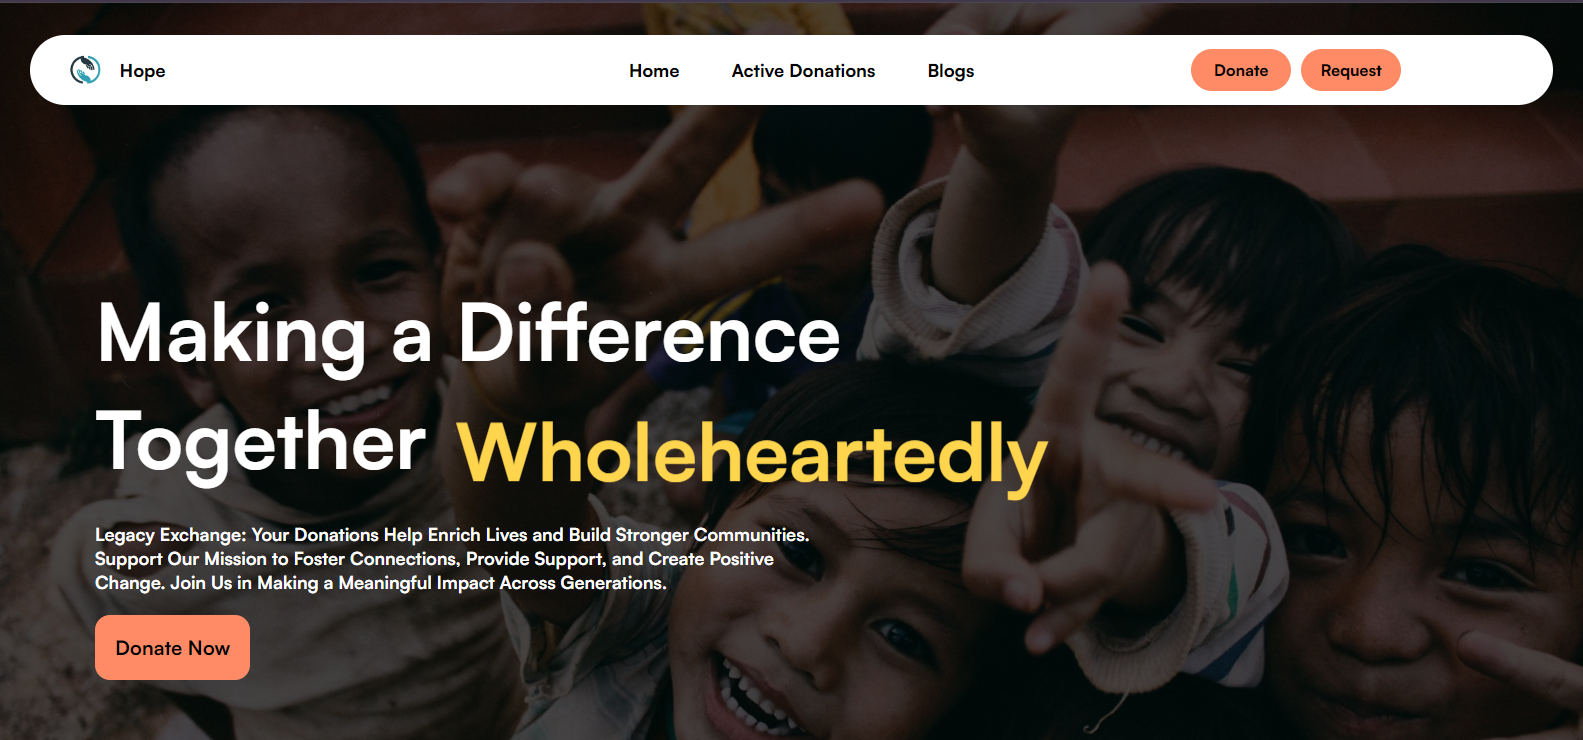 Hope
Home Active Donations Blogs
Donate Request
Making a Difference
Together Wholeheartedly
Legacy Exchange: Your Donations Help Enrich Lives and Build Stronger Communities.
Support Our Mission to Foster Connections, Provide Support, and Create Positive
Change. Join Us in Making a Meaningful Impact Across Generations.
Donate Now